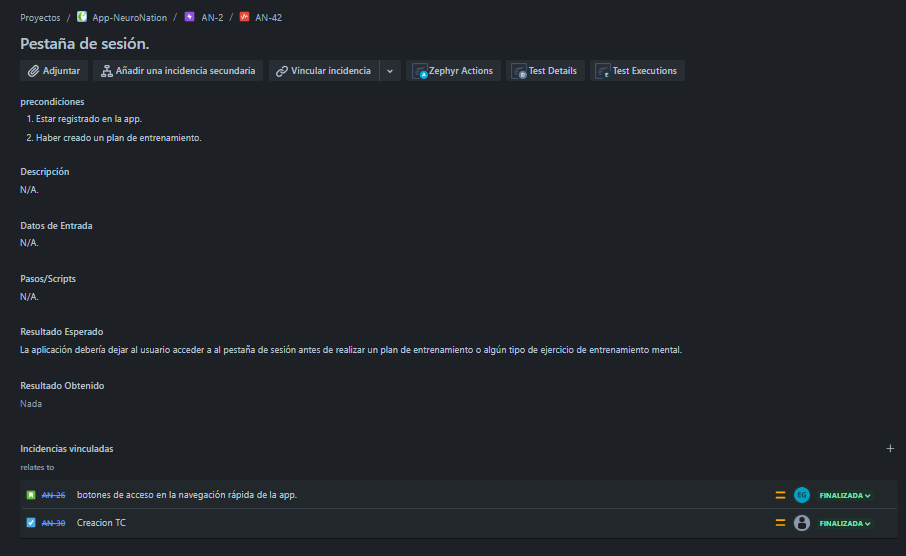 Proyectos / App-NeuroNation / AN-2 / AN-42
Pestaña de sesión.
Adjuntar Añadir una incidencia secundaria Vincular incidencia Zephyr Actions Test Details Test Executions
precondiciones
1. Estar registrado en la app.
2. Haber creado un plan de entrenamiento.
Descripción
N/A.
Datos de Entrada
N/A.
Pasos/Scripts
N/A.
Resultado Esperado
La aplicación debería dejar al usuario acceder a al pestaña de sesión antes de realizar un plan de entrenamiento o algún tipo de ejercicio de entrenamiento mental.
Resultado Obtenido
Nada
Incidencias vinculadas
relates to
AN-26 botones de acceso en la navegación rápida de la app. EG FINALIZADA
AN-30 Creacion TC FINALIZADA